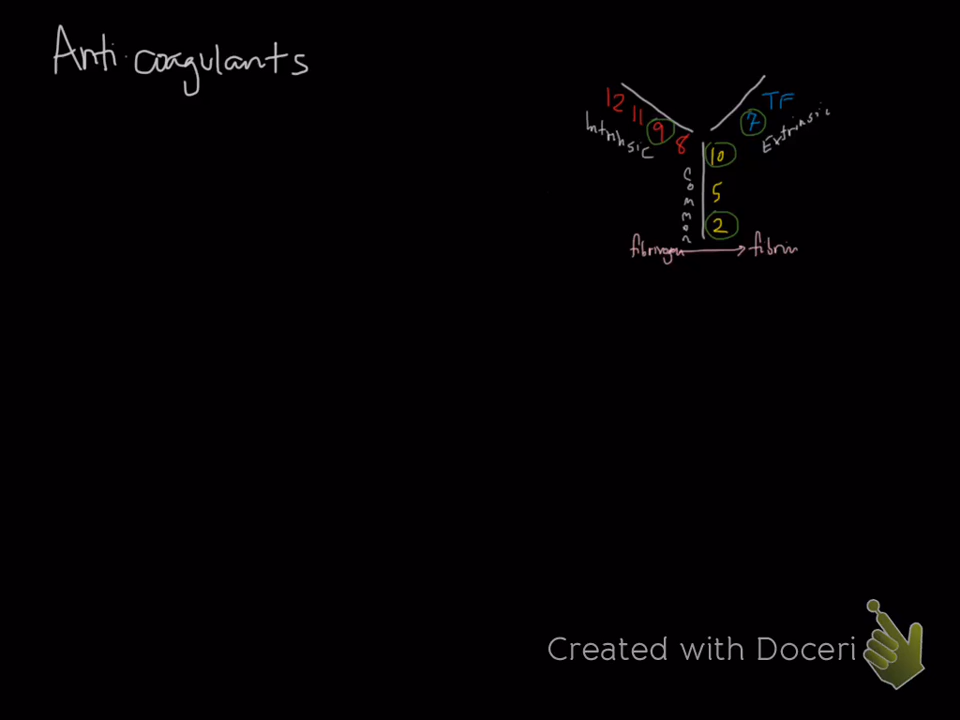 Anti coagulants
12
11
9
8
Intrinsic
TF
7
Extrinsic
10
5
2
Common
fibrinogen → fibrin
Created with Doceri